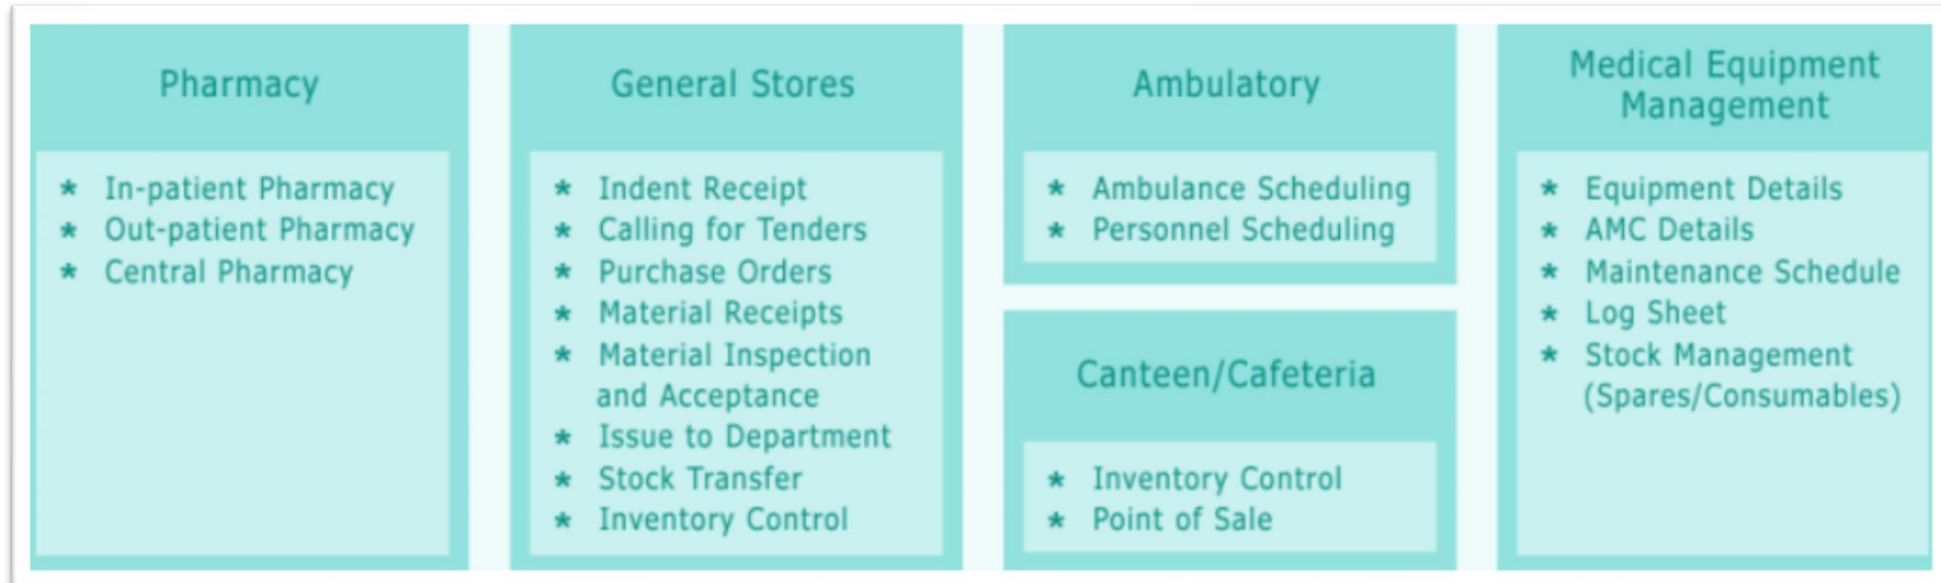 Pharmacy
* In-patient Pharmacy
* Out-patient Pharmacy
* Central Pharmacy
General Stores
* Indent Receipt
* Calling for Tenders
* Purchase Orders
* Material Receipts
* Material Inspection
and Acceptance
* Issue to Department
* Stock Transfer
* Inventory Control
Ambulatory
* Ambulance Scheduling
* Personnel Scheduling
Canteen/Cafeteria
* Inventory Control
* Point of Sale
Medical Equipment
Management
* Equipment Details
* AMC Details
* Maintenance Schedule
* Log Sheet
* Stock Management
(Spares/Consumables)